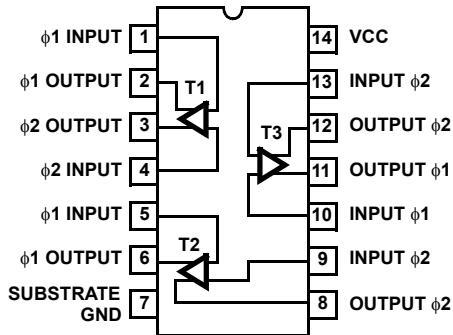 ϕ1 INPUT 1 14 VCC
ϕ1 OUTPUT 2 T1 13 INPUT ϕ2
ϕ2 OUTPUT 3 T3 12 OUTPUT ϕ2
ϕ2 INPUT 4 11 OUTPUT ϕ1
ϕ1 INPUT 5 10 INPUT ϕ1
ϕ1 OUTPUT 6 T2 9 INPUT ϕ2
SUBSTRATE
GND 7 8 OUTPUT ϕ2